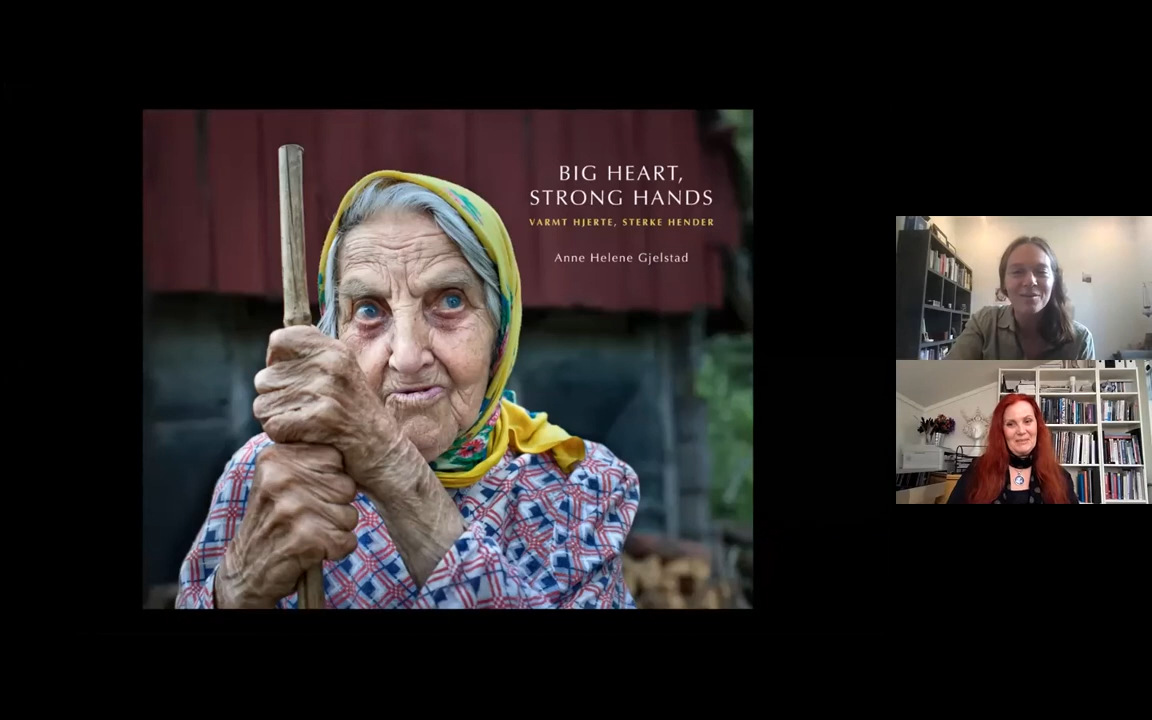 BIG HEART,
STRONG HANDS
VARMT HJERTE, STERKE HENDER
Anne Helene Gjelstad